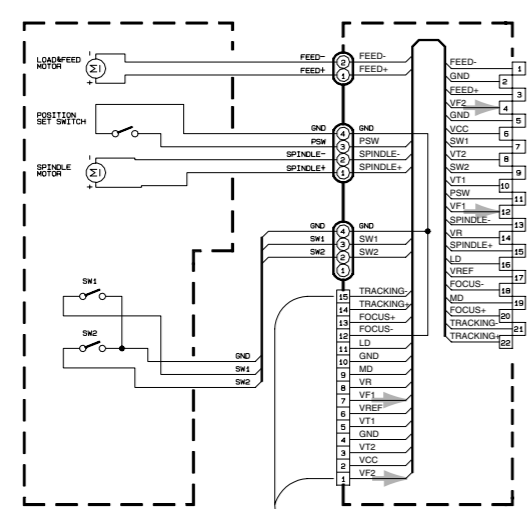 LOAD&FEED
MOTOR
POSITION
SET SWITCH
SPINDLE
MOTOR
SW1
SW2
FEED-
FEED+
GND
PSW
SPINDLE-
SPINDLE+
GND
SW1
SW2
GND
SW1
SW2
2 FEED-
1 FEED+
4 GND
3 PSW
2 SPINDLE-
1 SPINDLE+
4 GND
3 SW1
2 SW2
1
15 TRACKING-
14 TRACKING+
13 FOCUS+
12 FOCUS-
11 LD
10 GND
9 MD
8 VR
7 VF1
6 VREF
5 VT1
4 GND
3 VT2
2 VCC
1 VF2
FEED- 1
GND 2
FEED+ 3
VF2 4
GND 5
VCC 6
SW1 7
VT2 8
SW2 9
VT1 10
PSW 11
VF1 12
SPINDLE- 13
VR 14
SPINDLE+ 15
LD 16
VREF 17
FOCUS- 18
MD 19
FOCUS+ 20
TRACKING- 21
TRACKING+ 22